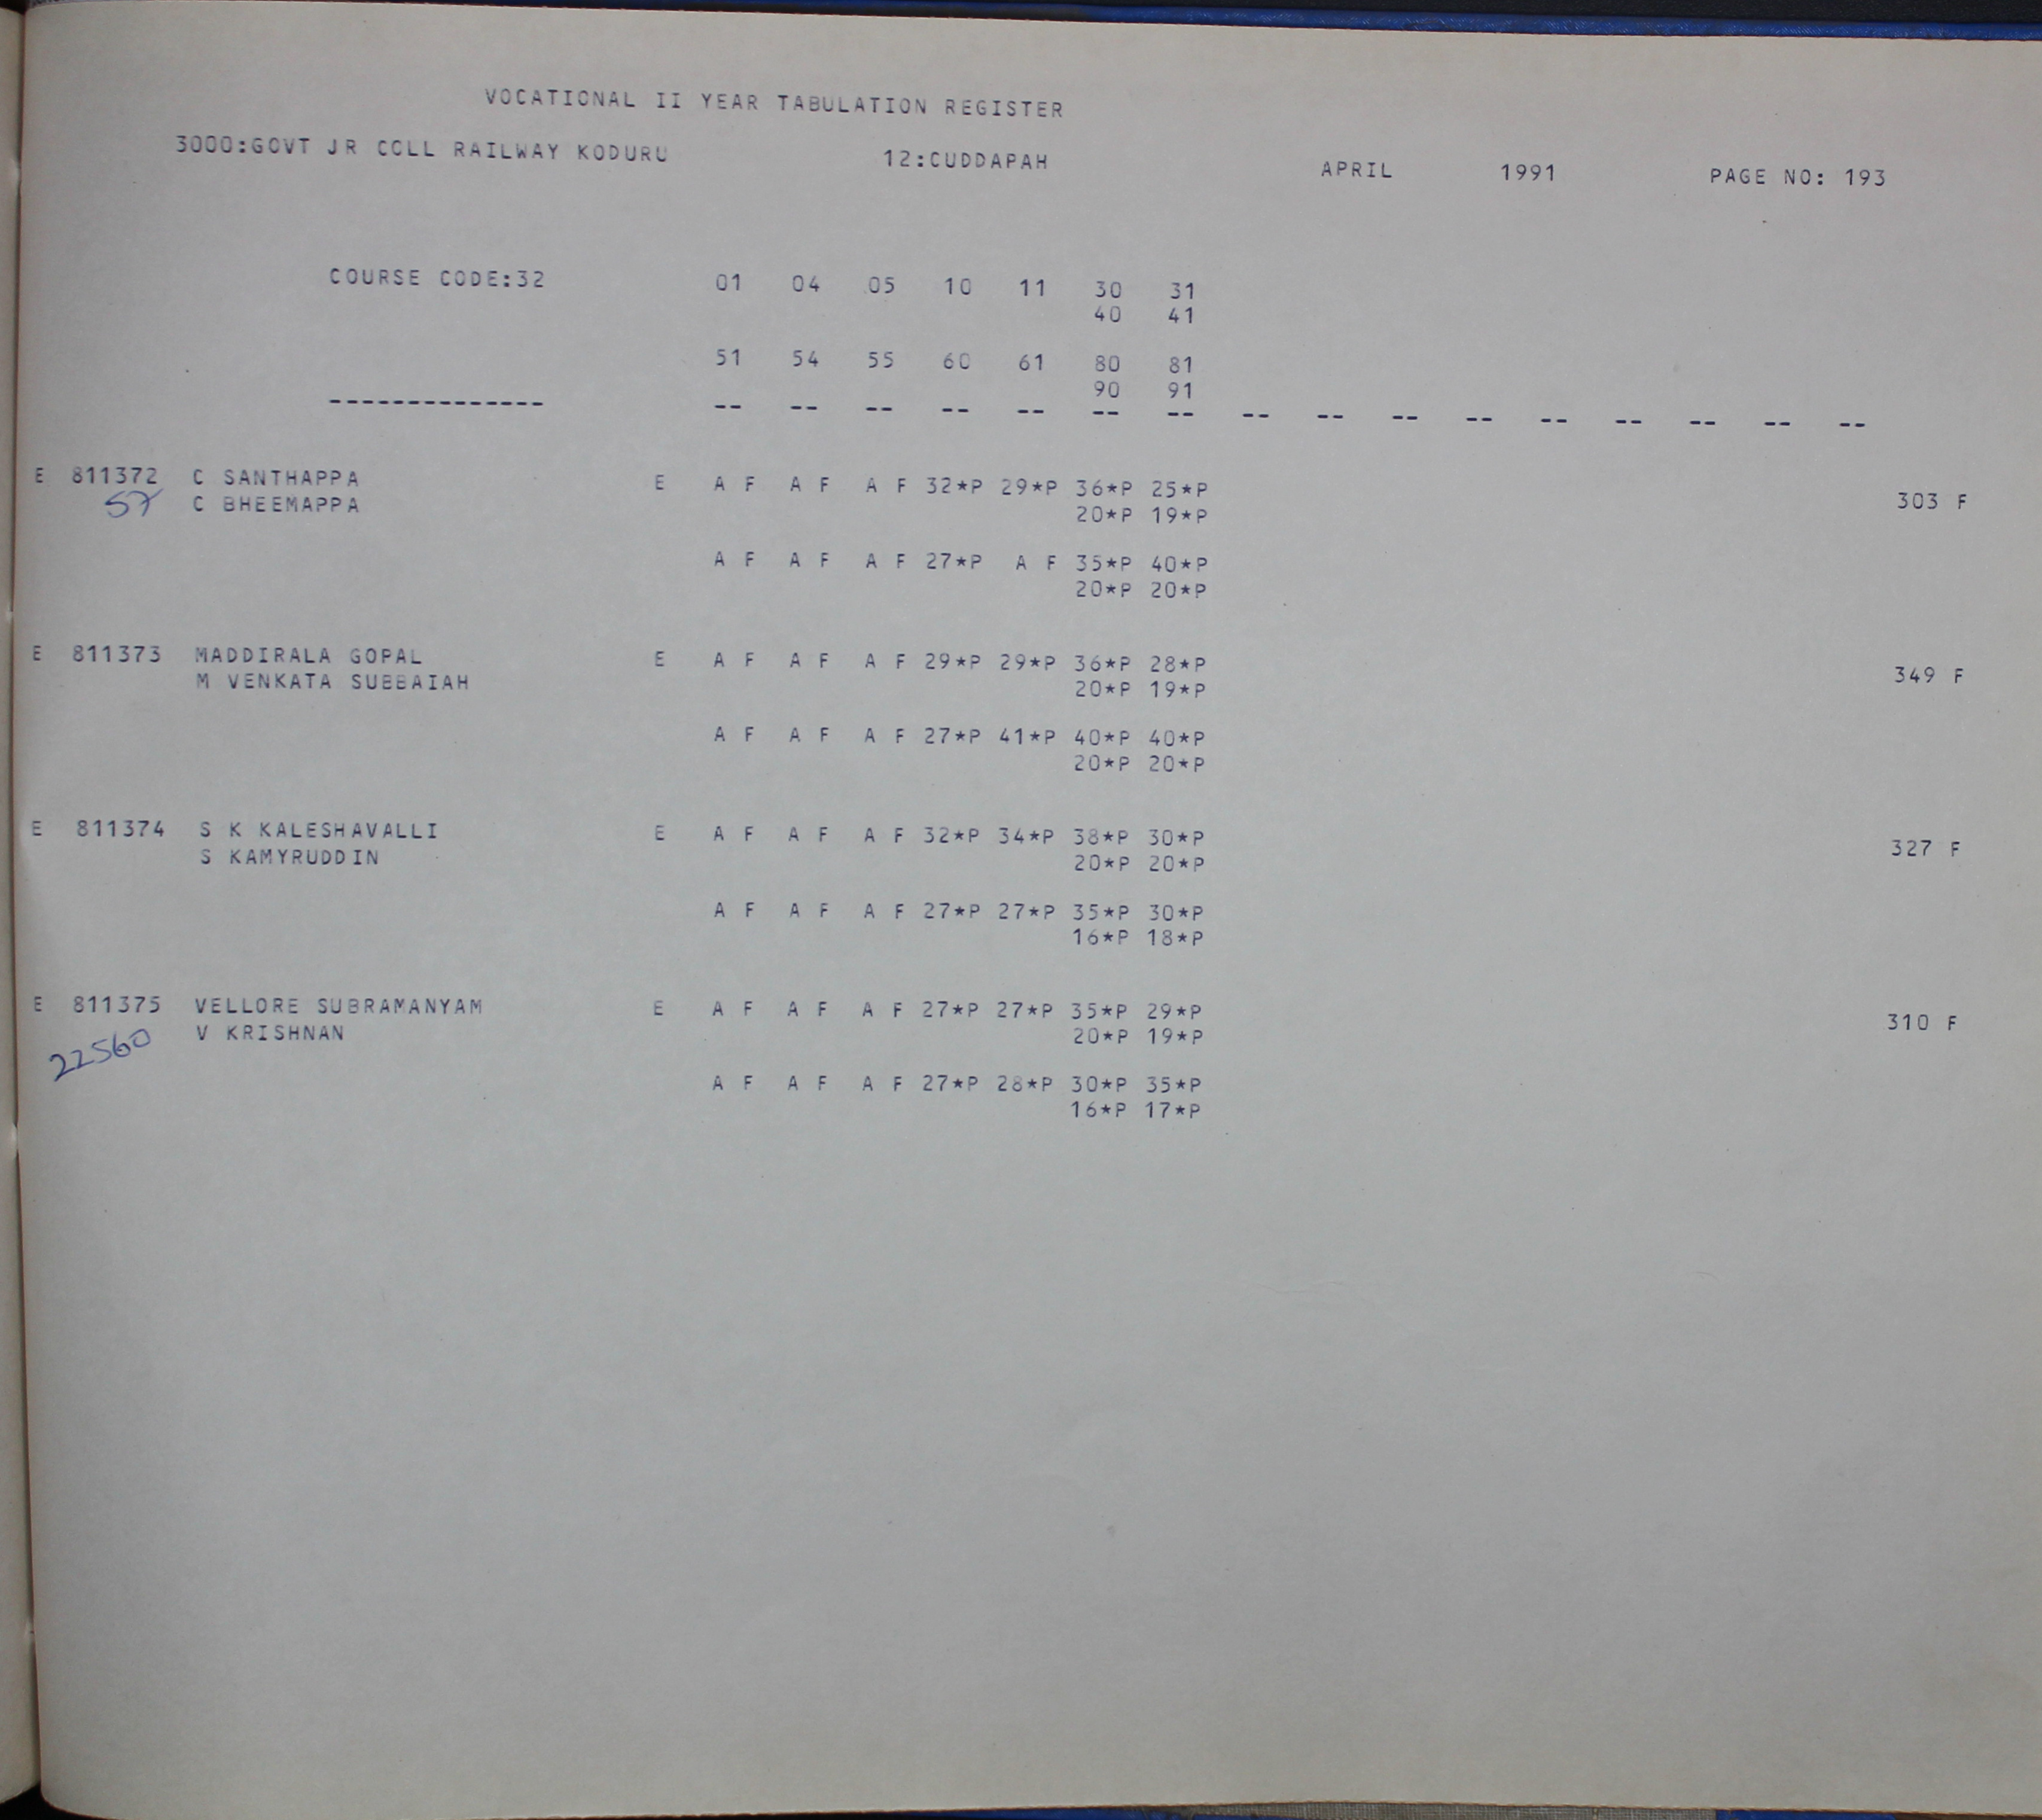 VOCATIONAL II YEAR TABULATION REGISTER
3000:GOVT JR COLL RAILWAY KODURU 12:CUDDAPAH APRIL 1991 PAGE NO: 193
COURSE CODE:32 01 04 05 10 11 30 31
40 41
51 54 55 60 61 80 81
90 91
-------------- -- -- -- -- -- -- -- -- -- -- -- -- -- -- -- --
E 811372 C SANTHAPPA E A F A F A F 32*P 29*P 36*P 25*P 303 F
57 C BHEEMAPPA 20*P 19*P
A F A F A F 27*P A F 35*P 40*P
20*P 20*P
E 811373 MADDIRALA GOPAL E A F A F A F 29*P 29*P 36*P 28*P 349 F
M VENKATA SUBBAIAH 20*P 19*P
A F A F A F 27*P 41*P 40*P 40*P
20*P 20*P
E 811374 S K KALESHAVALLI E A F A F A F 32*P 34*P 38*P 30*P 327 F
S KAMYRUDDIN 20*P 20*P
A F A F A F 27*P 27*P 35*P 30*P
16*P 18*P
E 811375 VELLORE SUBRAMANYAM E A F A F A F 27*P 27*P 35*P 29*P 310 F
22560 V KRISHNAN 20*P 19*P
A F A F A F 27*P 28*P 30*P 35*P
16*P 17*P